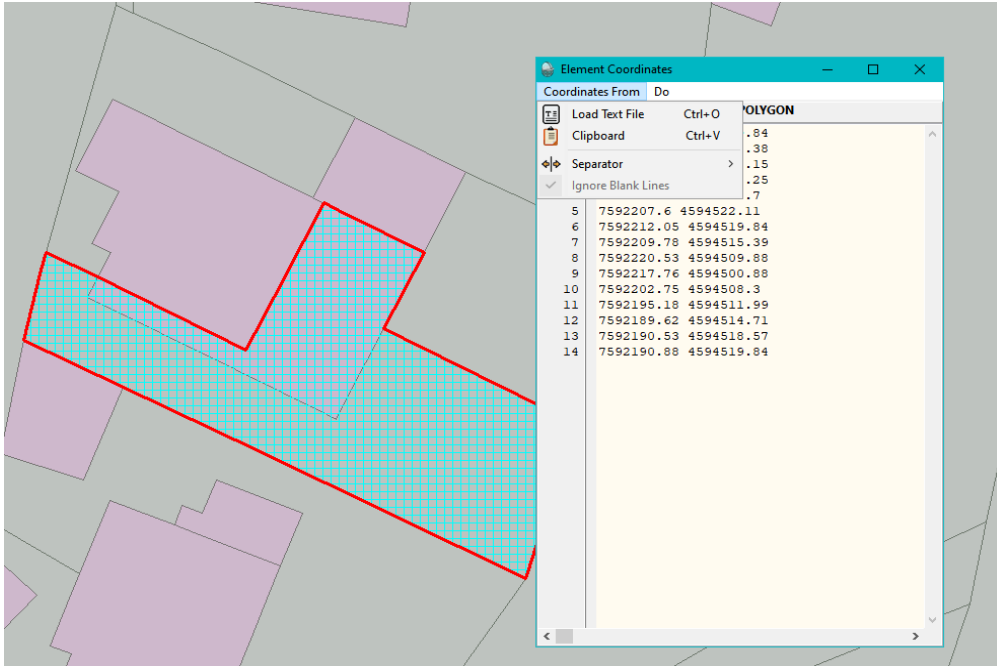 Element Coordinates
Coordinates From Do
POLYGON
Load Text File Ctrl+O
Clipboard Ctrl+V
Separator >
Ignore Blank Lines
.84
.38
.15
.25
.7
5 7592207.6 4594522.11
6 7592212.05 4594519.84
7 7592209.78 4594515.39
8 7592220.53 4594509.88
9 7592217.76 4594500.88
10 7592202.75 4594508.3
11 7592195.18 4594511.99
12 7592189.62 4594514.71
13 7592190.53 4594518.57
14 7592190.88 4594519.84